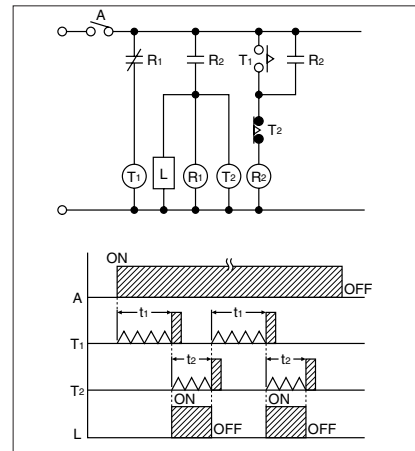 A
R1 R2 T1 R2
T2
T1 L R1 T2 R2
ON
OFF
A
t1 t1
T1
t2 t2
T2
ON ON
OFF OFF
L